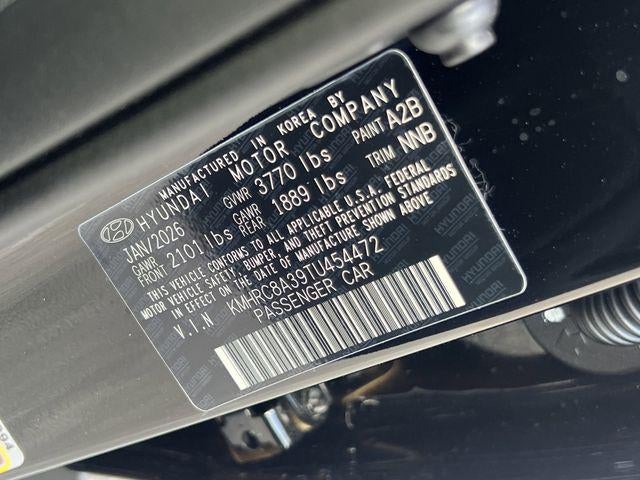 MANUFACTURED IN KOREA BY
HYUNDAI MOTOR COMPANY
JAN/2026 GVWR 3770 lbs PAINT A2B
GAWR FRONT 2101 lbs GAWR REAR 1889 lbs TRIM NNB
THIS VEHICLE CONFORMS TO ALL APPLICABLE U.S.A. FEDERAL
MOTOR VEHICLE SAFETY, BUMPER, AND THEFT PREVENTION STANDARDS
IN EFFECT ON THE DATE OF MANUFACTURE SHOWN ABOVE
V.I.N KMHRC8A39TU454472
PASSENGER CAR